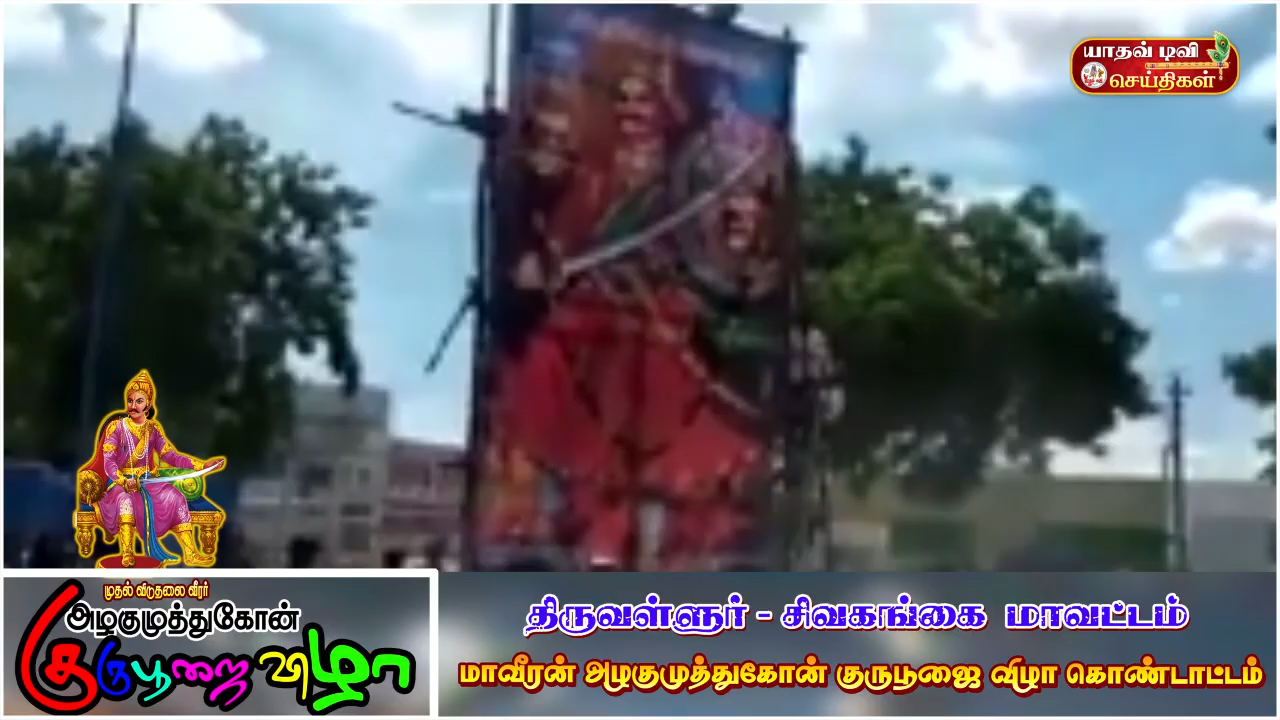 யாதவ் டிவி
செய்திகள்
முதல் விடுதலை வீரர்
அழகுமுத்துகோன்
குருபூஜை விழா
திருவள்ளுர் - சிவகங்கை மாவட்டம்
மாவீரன் அழகுமுத்துகோன் குருபூஜை விழா கொண்டாட்டம்